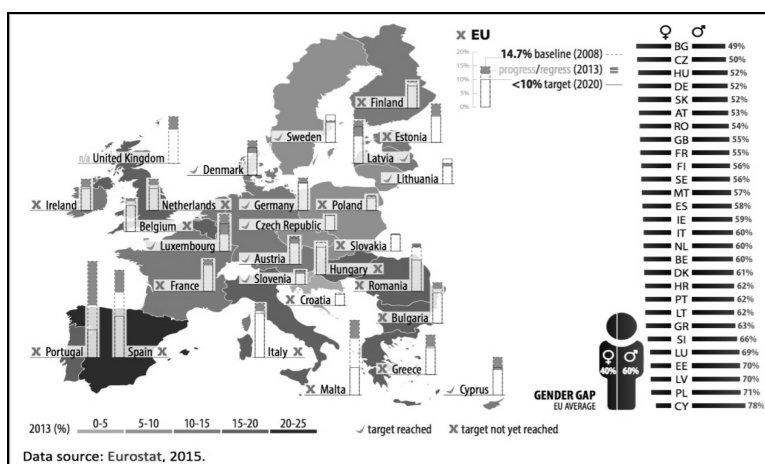 EU
20%
15%
10%
5%
0%
14.7% baseline (2008)
progress/regress (2013)
<10% target (2020)
Finland
Sweden
Estonia
n/a United Kingdom
Denmark
Latvia
Lithuania
Ireland
Netherlands
Germany
Poland
Belgium
Czech Republic
Luxembourg
Slovakia
Austria
Hungary
France
Slovenia
Romania
Croatia
Bulgaria
Portugal
Spain
Italy
Greece
Malta
Cyprus
2013 (%)
0-5 5-10 10-15 15-20 20-25
target reached
target not yet reached
♀ ♂
BG 49%
CZ 50%
HU 52%
DE 52%
SK 52%
AT 53%
RO 54%
GB 55%
FR 55%
FI 56%
SE 56%
MT 57%
ES 58%
IE 59%
IT 60%
NL 60%
BE 60%
DK 61%
HR 62%
PT 62%
LT 62%
GR 63%
SI 66%
LU 69%
EE 70%
LV 70%
PL 71%
CY 78%
♀ ♂
40% 60%
GENDER GAP
EU AVERAGE
Data source: Eurostat, 2015.